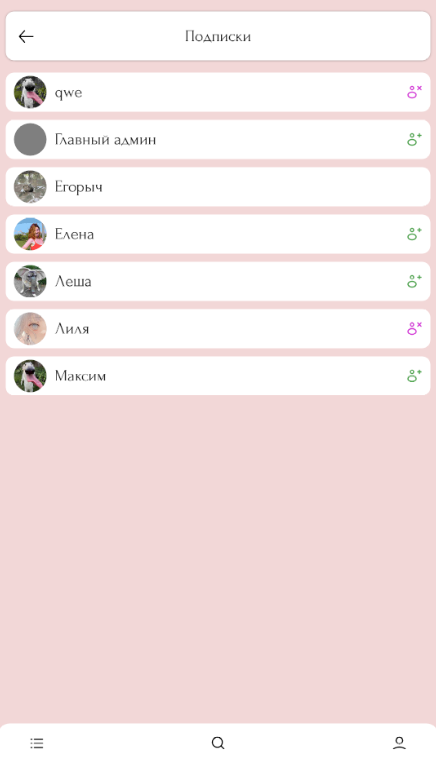 Подписки
qwe
Главный админ
Егорыч
Елена
Леша
Лиля
Максим